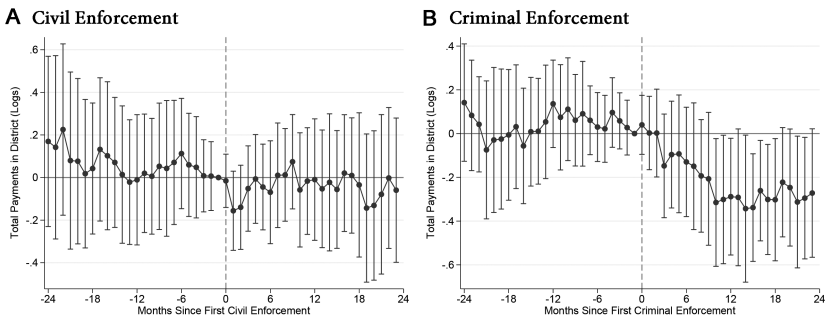 A Civil Enforcement
Total Payments in District (Logs)
.6
.4
.2
0
-.2
-.4
-24 -18 -12 -6 0 6 12 18 24
Months Since First Civil Enforcement
B Criminal Enforcement
Total Payments in District (Logs)
.4
.2
0
-.2
-.4
-.6
-24 -18 -12 -6 0 6 12 18 24
Months Since First Criminal Enforcement